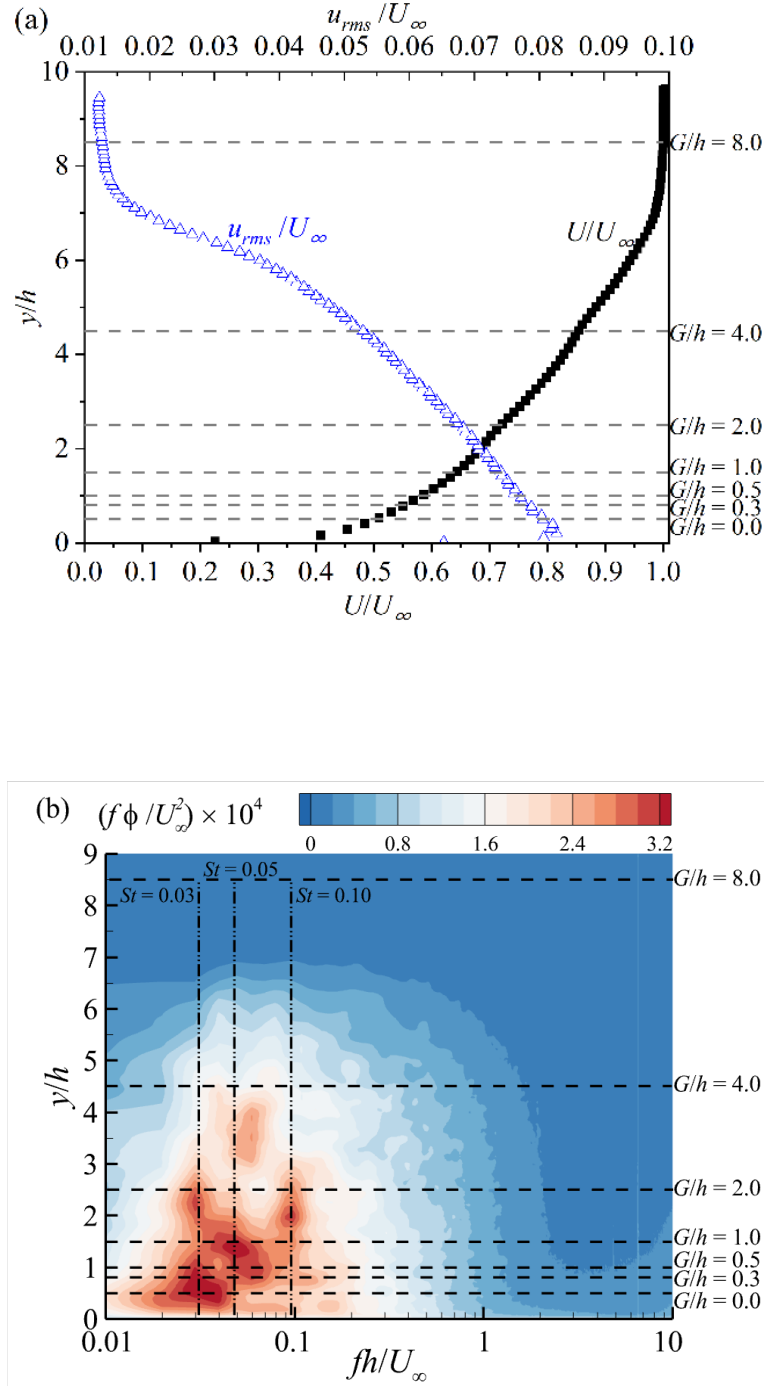 (a) u_rms/U_∞
0.01 0.02 0.03 0.04 0.05 0.06 0.07 0.08 0.09 0.10
10
8
6
4
2
0
y/h
u_rms/U_∞
U/U_∞
G/h = 8.0
G/h = 4.0
G/h = 2.0
G/h = 1.0
G/h = 0.5
G/h = 0.3
G/h = 0.0
0.0 0.1 0.2 0.3 0.4 0.5 0.6 0.7 0.8 0.9 1.0
U/U_∞
(b) (f ϕ /U_∞^2) × 10^4
0 0.8 1.6 2.4 3.2
9
8
7
6
5
4
3
2
1
0
y/h
St = 0.05
St = 0.03
St = 0.10
G/h = 8.0
G/h = 4.0
G/h = 2.0
G/h = 1.0
G/h = 0.5
G/h = 0.3
G/h = 0.0
0.01 0.1 1 10
fh/U_∞